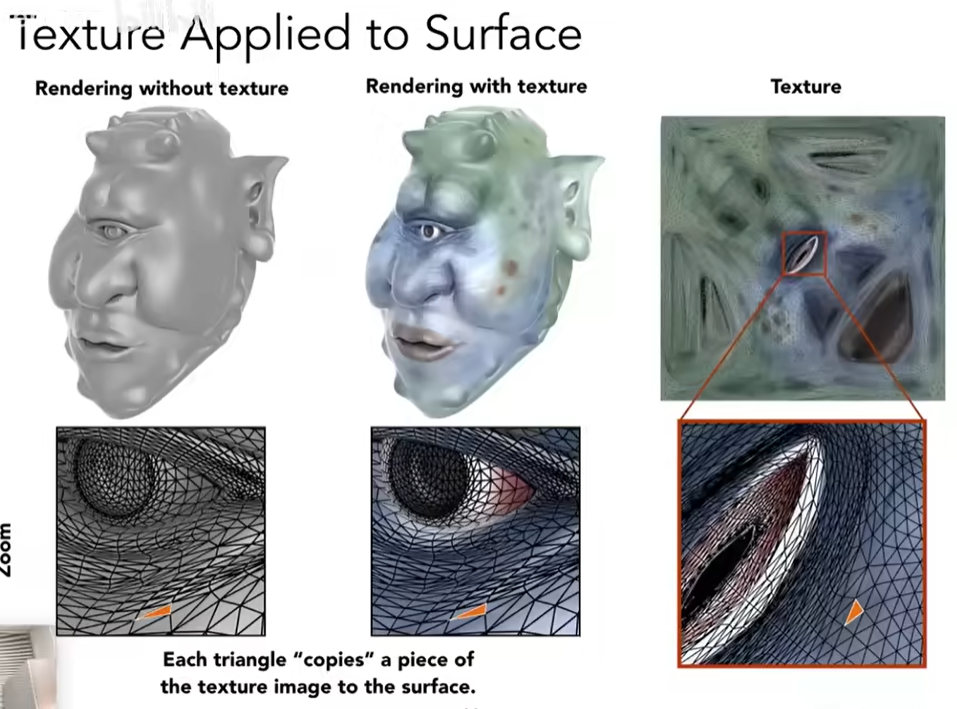 Texture Applied to Surface
Rendering without texture
Rendering with texture
Texture
Zoom
Each triangle “copies” a piece of
the texture image to the surface.